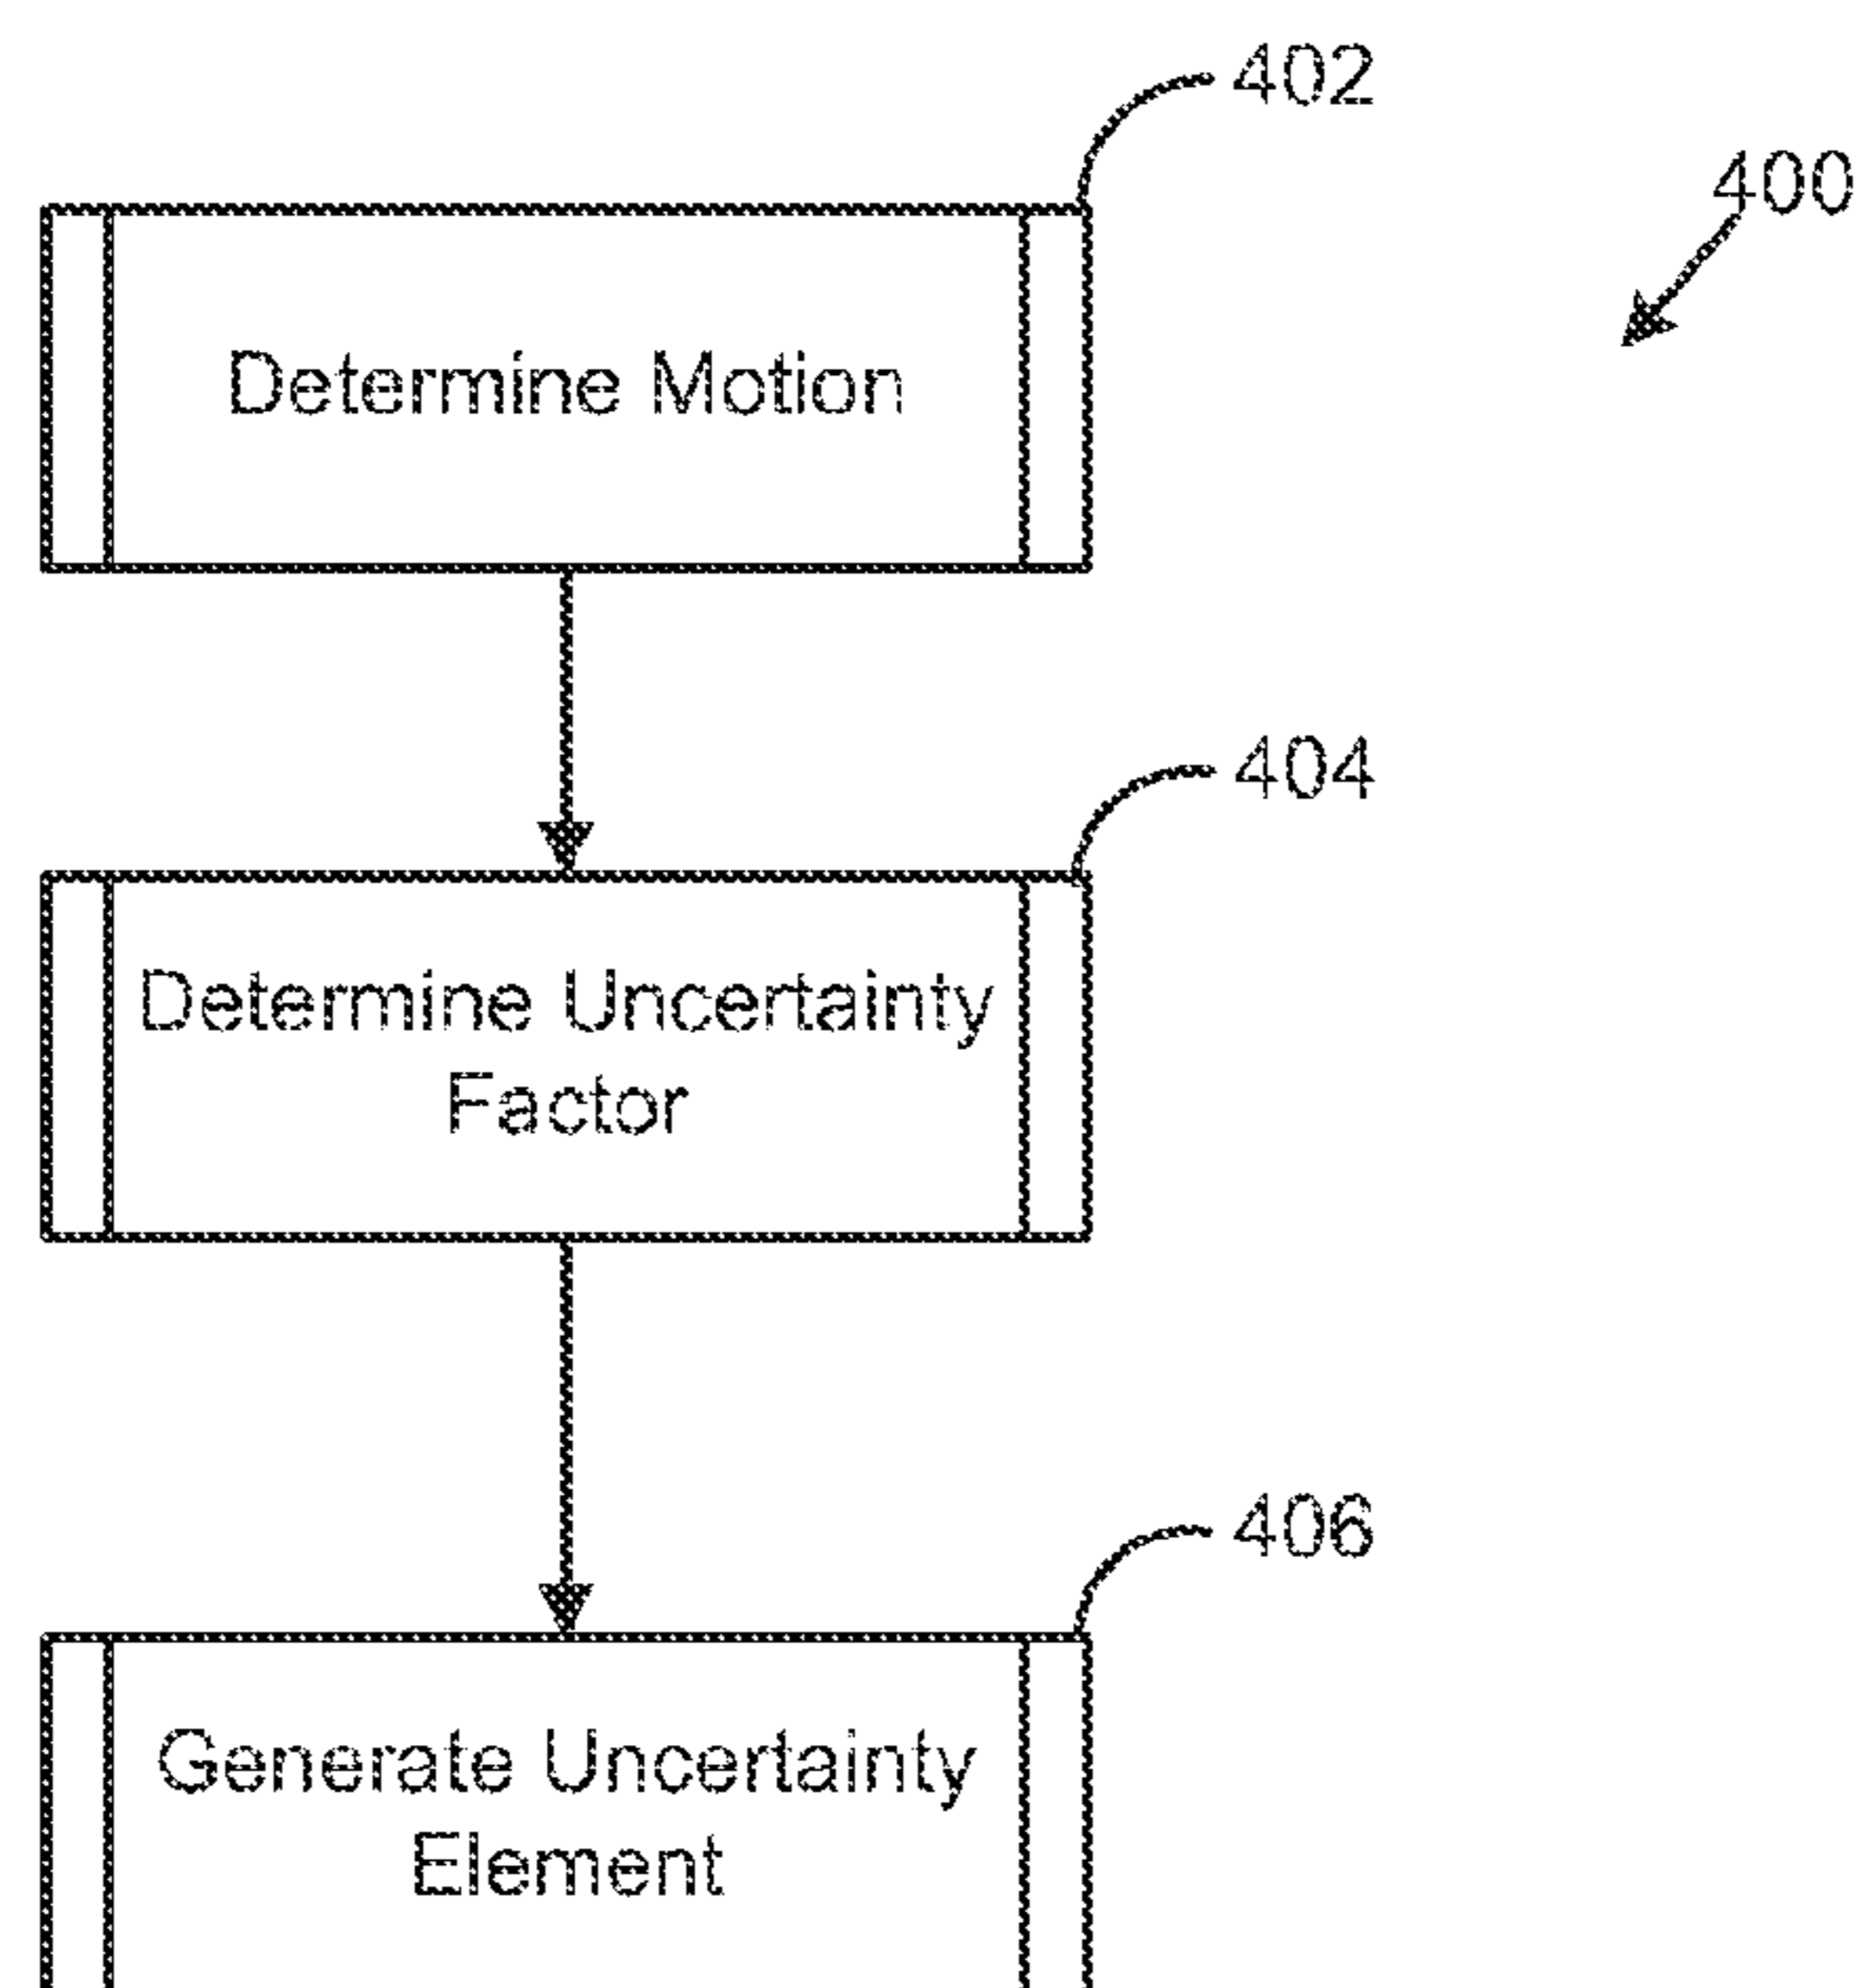 402
400
Determine Motion
404
Determine Uncertainty
Factor
406
Generate Uncertainty
Element